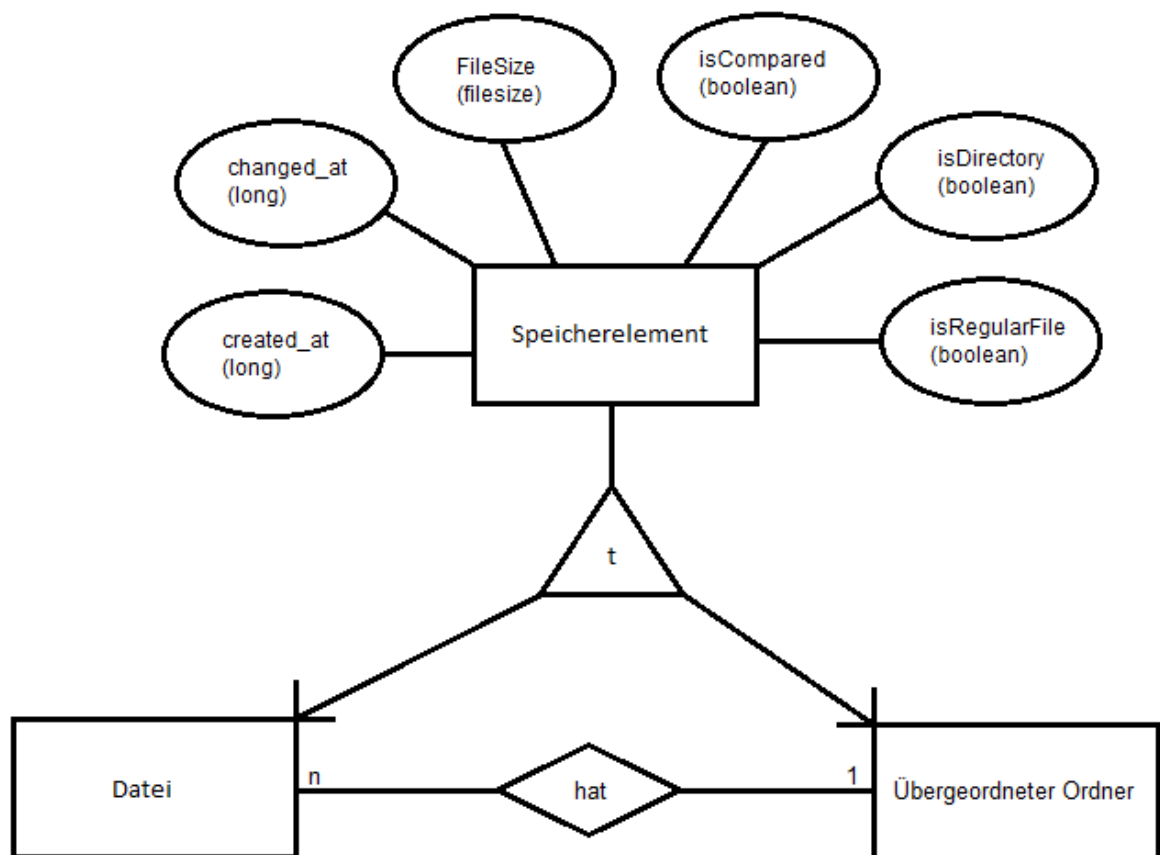 FileSize
(filesize)
isCompared
(boolean)
changed_at
(long)
isDirectory
(boolean)
created_at
(long)
Speicherelement
isRegularFile
(boolean)
t
Datei
n
hat
1
Übergeordneter Ordner